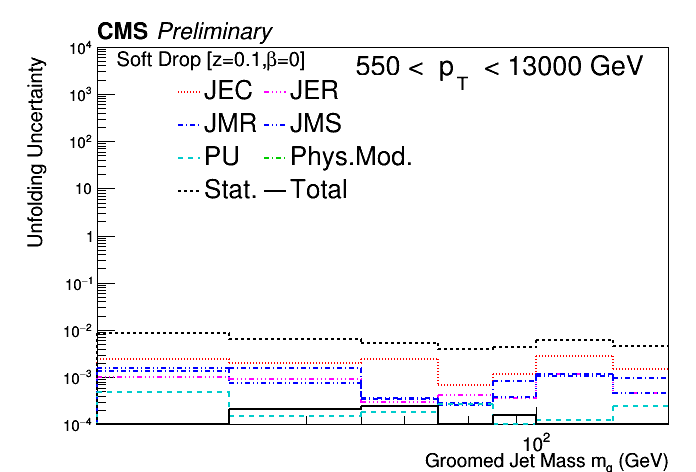 CMS Preliminary
Soft Drop [z=0.1,β=0]
550 < p_T < 13000 GeV
JEC JER
JMR JMS
PU Phys.Mod.
Stat. Total
Unfolding Uncertainty
10^4
10^3
10^2
10
1
10^−1
10^−2
10^−3
10^−4
10^2
Groomed Jet Mass m_g (GeV)